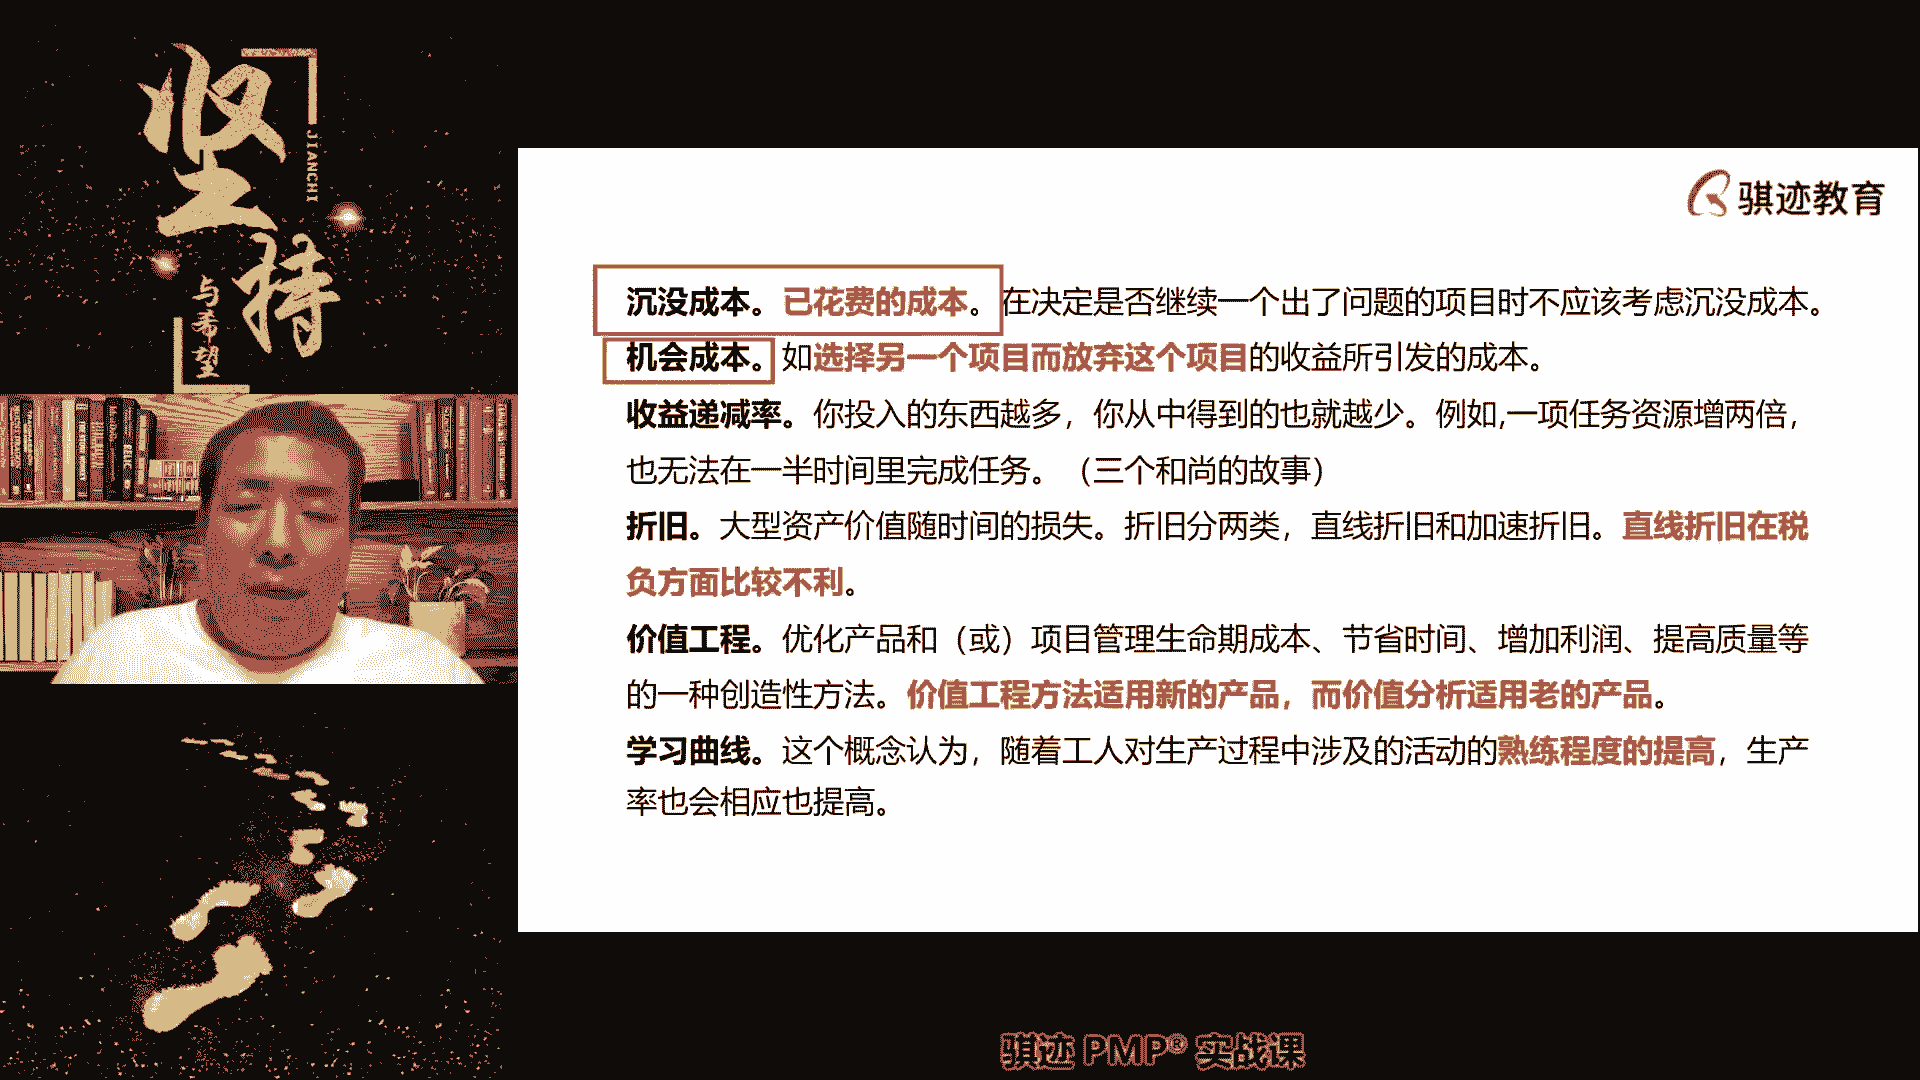 坚持
JIANCHI
与希望
骐迹教育
沉没成本。已花费的成本。在决定是否继续一个出了问题的项目时不应该考虑沉没成本。
机会成本。如选择另一个项目而放弃这个项目的收益所引发的成本。
收益递减率。你投入的东西越多，你从中得到的也就越少。例如,一项任务资源增两倍，
也无法在一半时间里完成任务。（三个和尚的故事）
折旧。大型资产价值随时间的损失。折旧分两类，直线折旧和加速折旧。直线折旧在税
负方面比较不利。
价值工程。优化产品和（或）项目管理生命期成本、节省时间、增加利润、提高质量等
的一种创造性方法。价值工程方法适用新的产品，而价值分析适用老的产品。
学习曲线。这个概念认为，随着工人对生产过程中涉及的活动的熟练程度的提高，生产
率也会相应也提高。
骐迹 PMP® 实战课